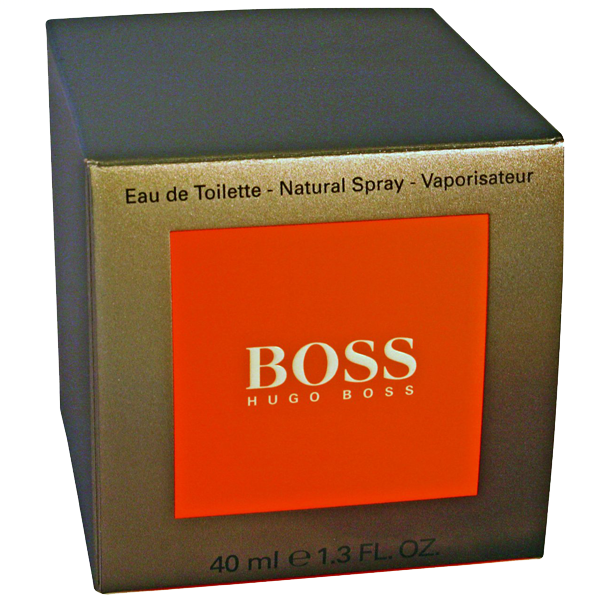 Eau de Toilette - Natural Spray - Vaporisateur
BOSS
HUGO BOSS
40 ml ℮ 1.3 FL. OZ.